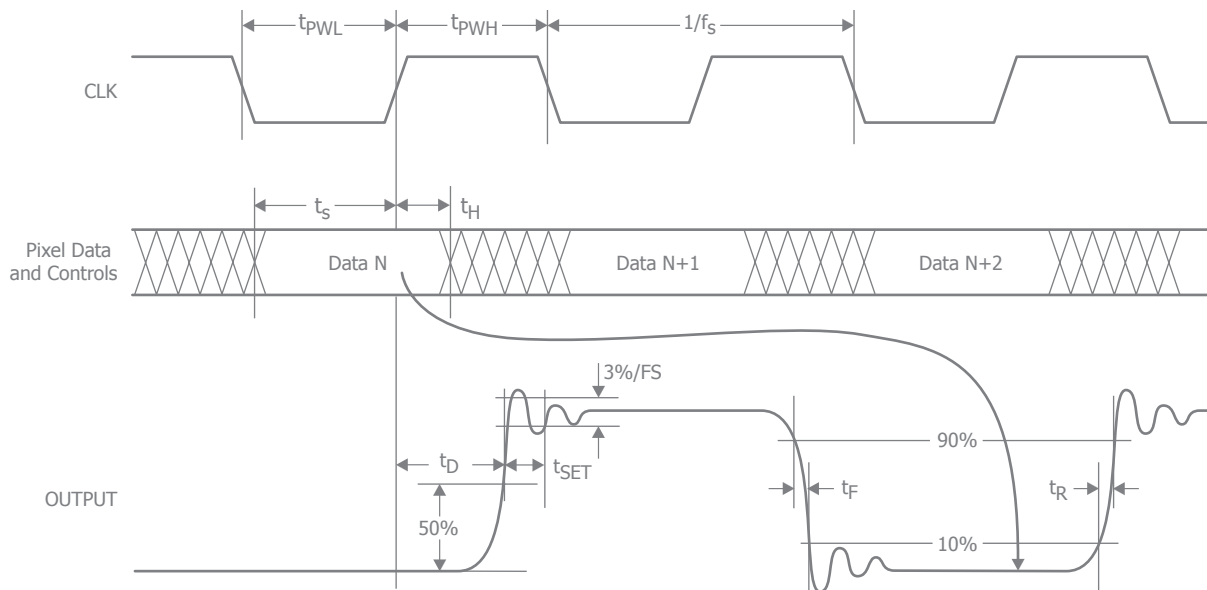 tPWL
tPWH
1/fS
CLK
tS
tH
Pixel Data
and Controls
Data N
Data N+1
Data N+2
3%/FS
tD
tSET
90%
OUTPUT
tF
tR
50%
10%